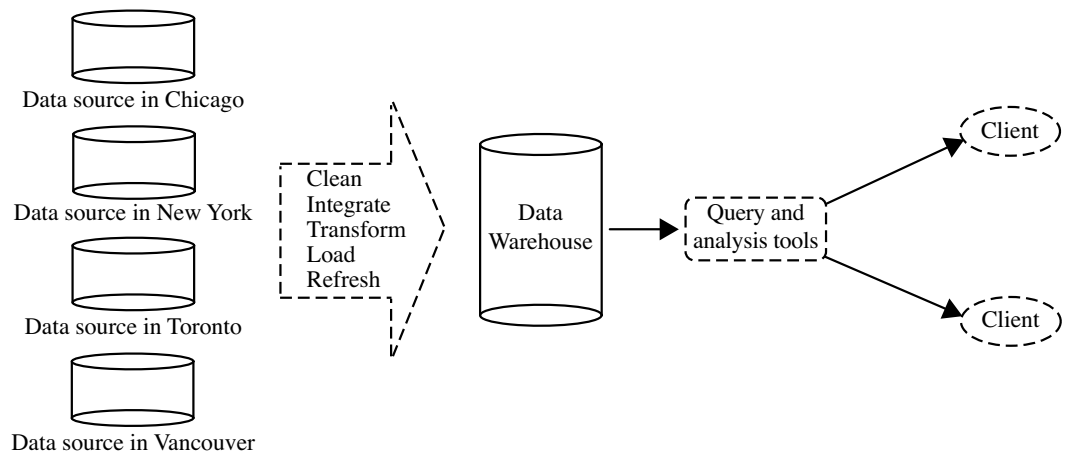 Data source in Chicago
Data source in New York
Data source in Toronto
Data source in Vancouver
Clean
Integrate
Transform
Load
Refresh
Data
Warehouse
Query and
analysis tools
Client
Client